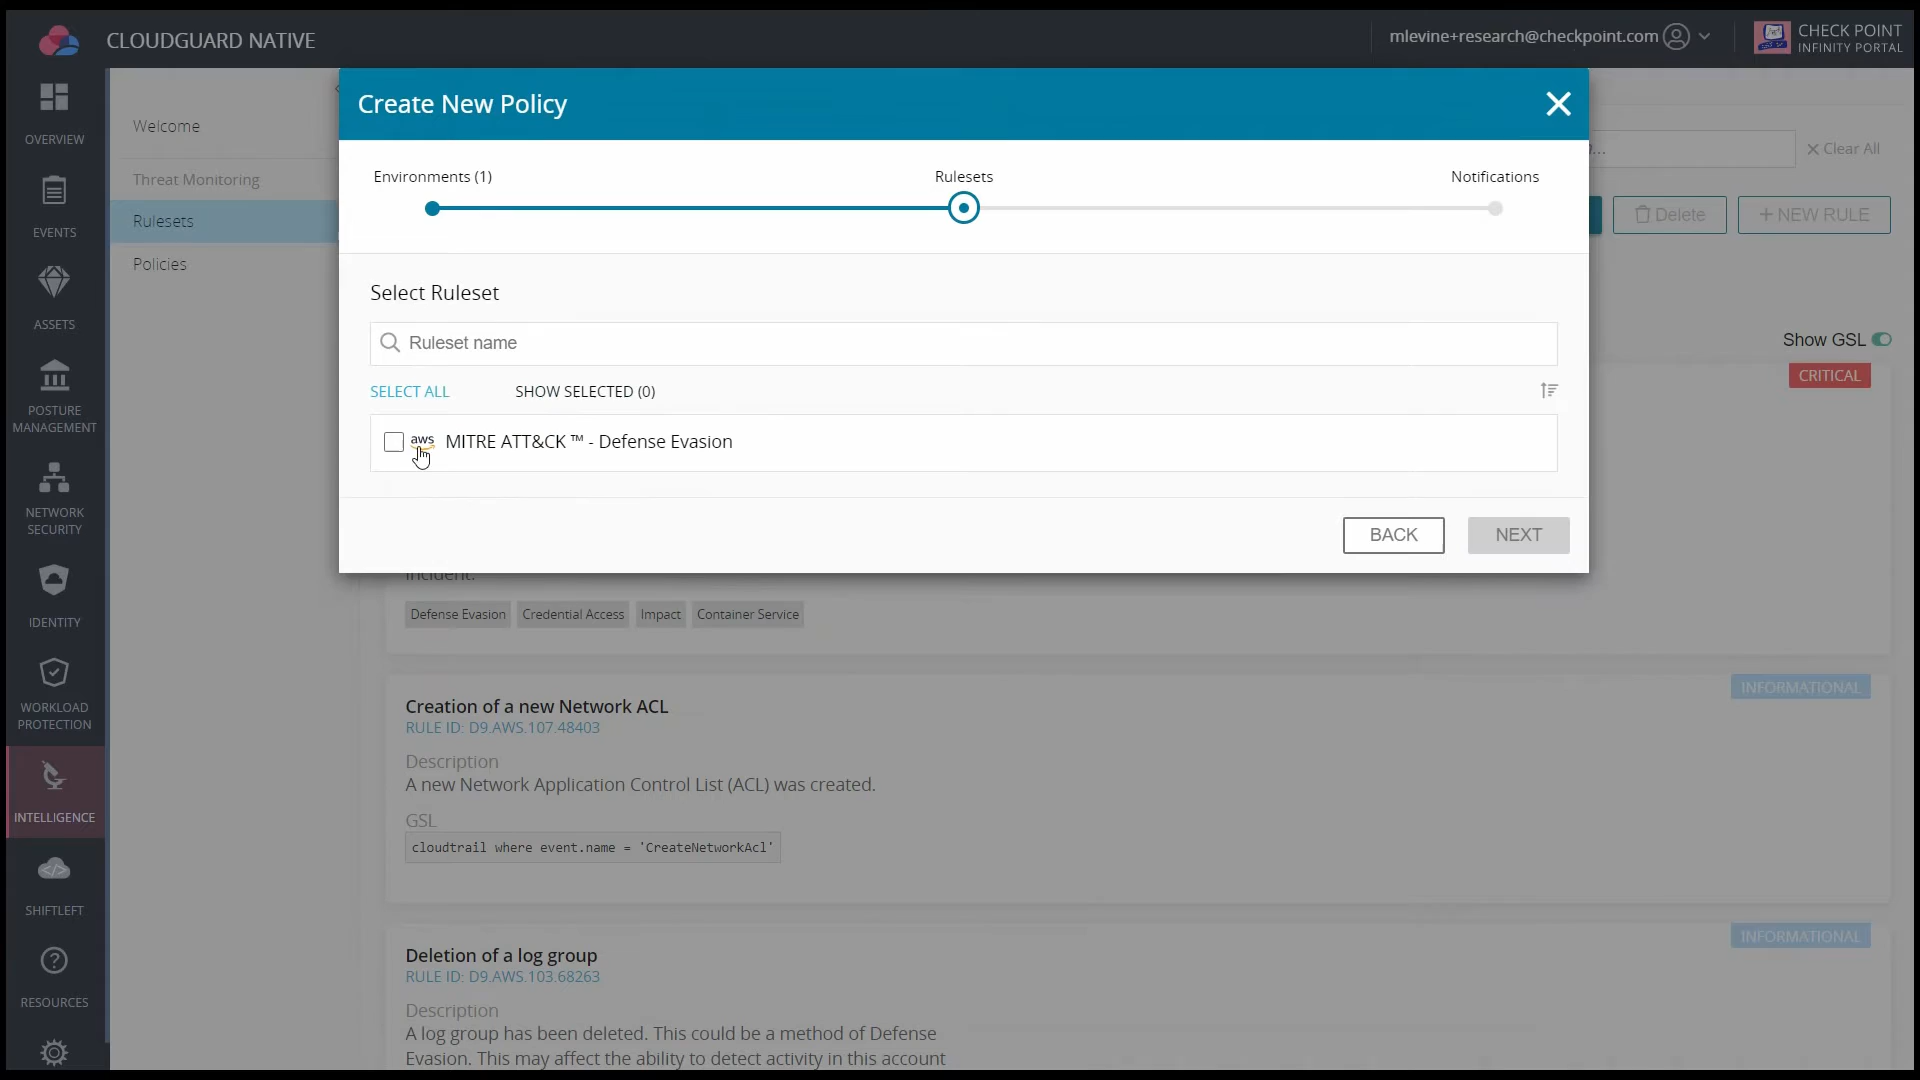 CLOUDGUARD NATIVE
mlevine+research@checkpoint.com
CHECK POINT
INFINITY PORTAL
OVERVIEW
EVENTS
ASSETS
POSTURE
MANAGEMENT
NETWORK
SECURITY
IDENTITY
WORKLOAD
PROTECTION
INTELLIGENCE
SHIFTLEFT
RESOURCES
Welcome
Threat Monitoring
Rulesets
Policies
Create New Policy
Environments (1)
Rulesets
Notifications
Select Ruleset
Ruleset name
SELECT ALL
SHOW SELECTED (0)
aws MITRE ATT&CK ™ - Defense Evasion
BACK
NEXT
Clear All
Delete
+ NEW RULE
Show GSL
CRITICAL
incident.
Defense Evasion
Credential Access
Impact
Container Service
INFORMATIONAL
Creation of a new Network ACL
RULE ID: D9.AWS.107.48403
Description
A new Network Application Control List (ACL) was created.
GSL
cloudtrail where event.name = 'CreateNetworkAcl'
INFORMATIONAL
Deletion of a log group
RULE ID: D9.AWS.103.68263
Description
A log group has been deleted. This could be a method of Defense
Evasion. This may affect the ability to detect activity in this account